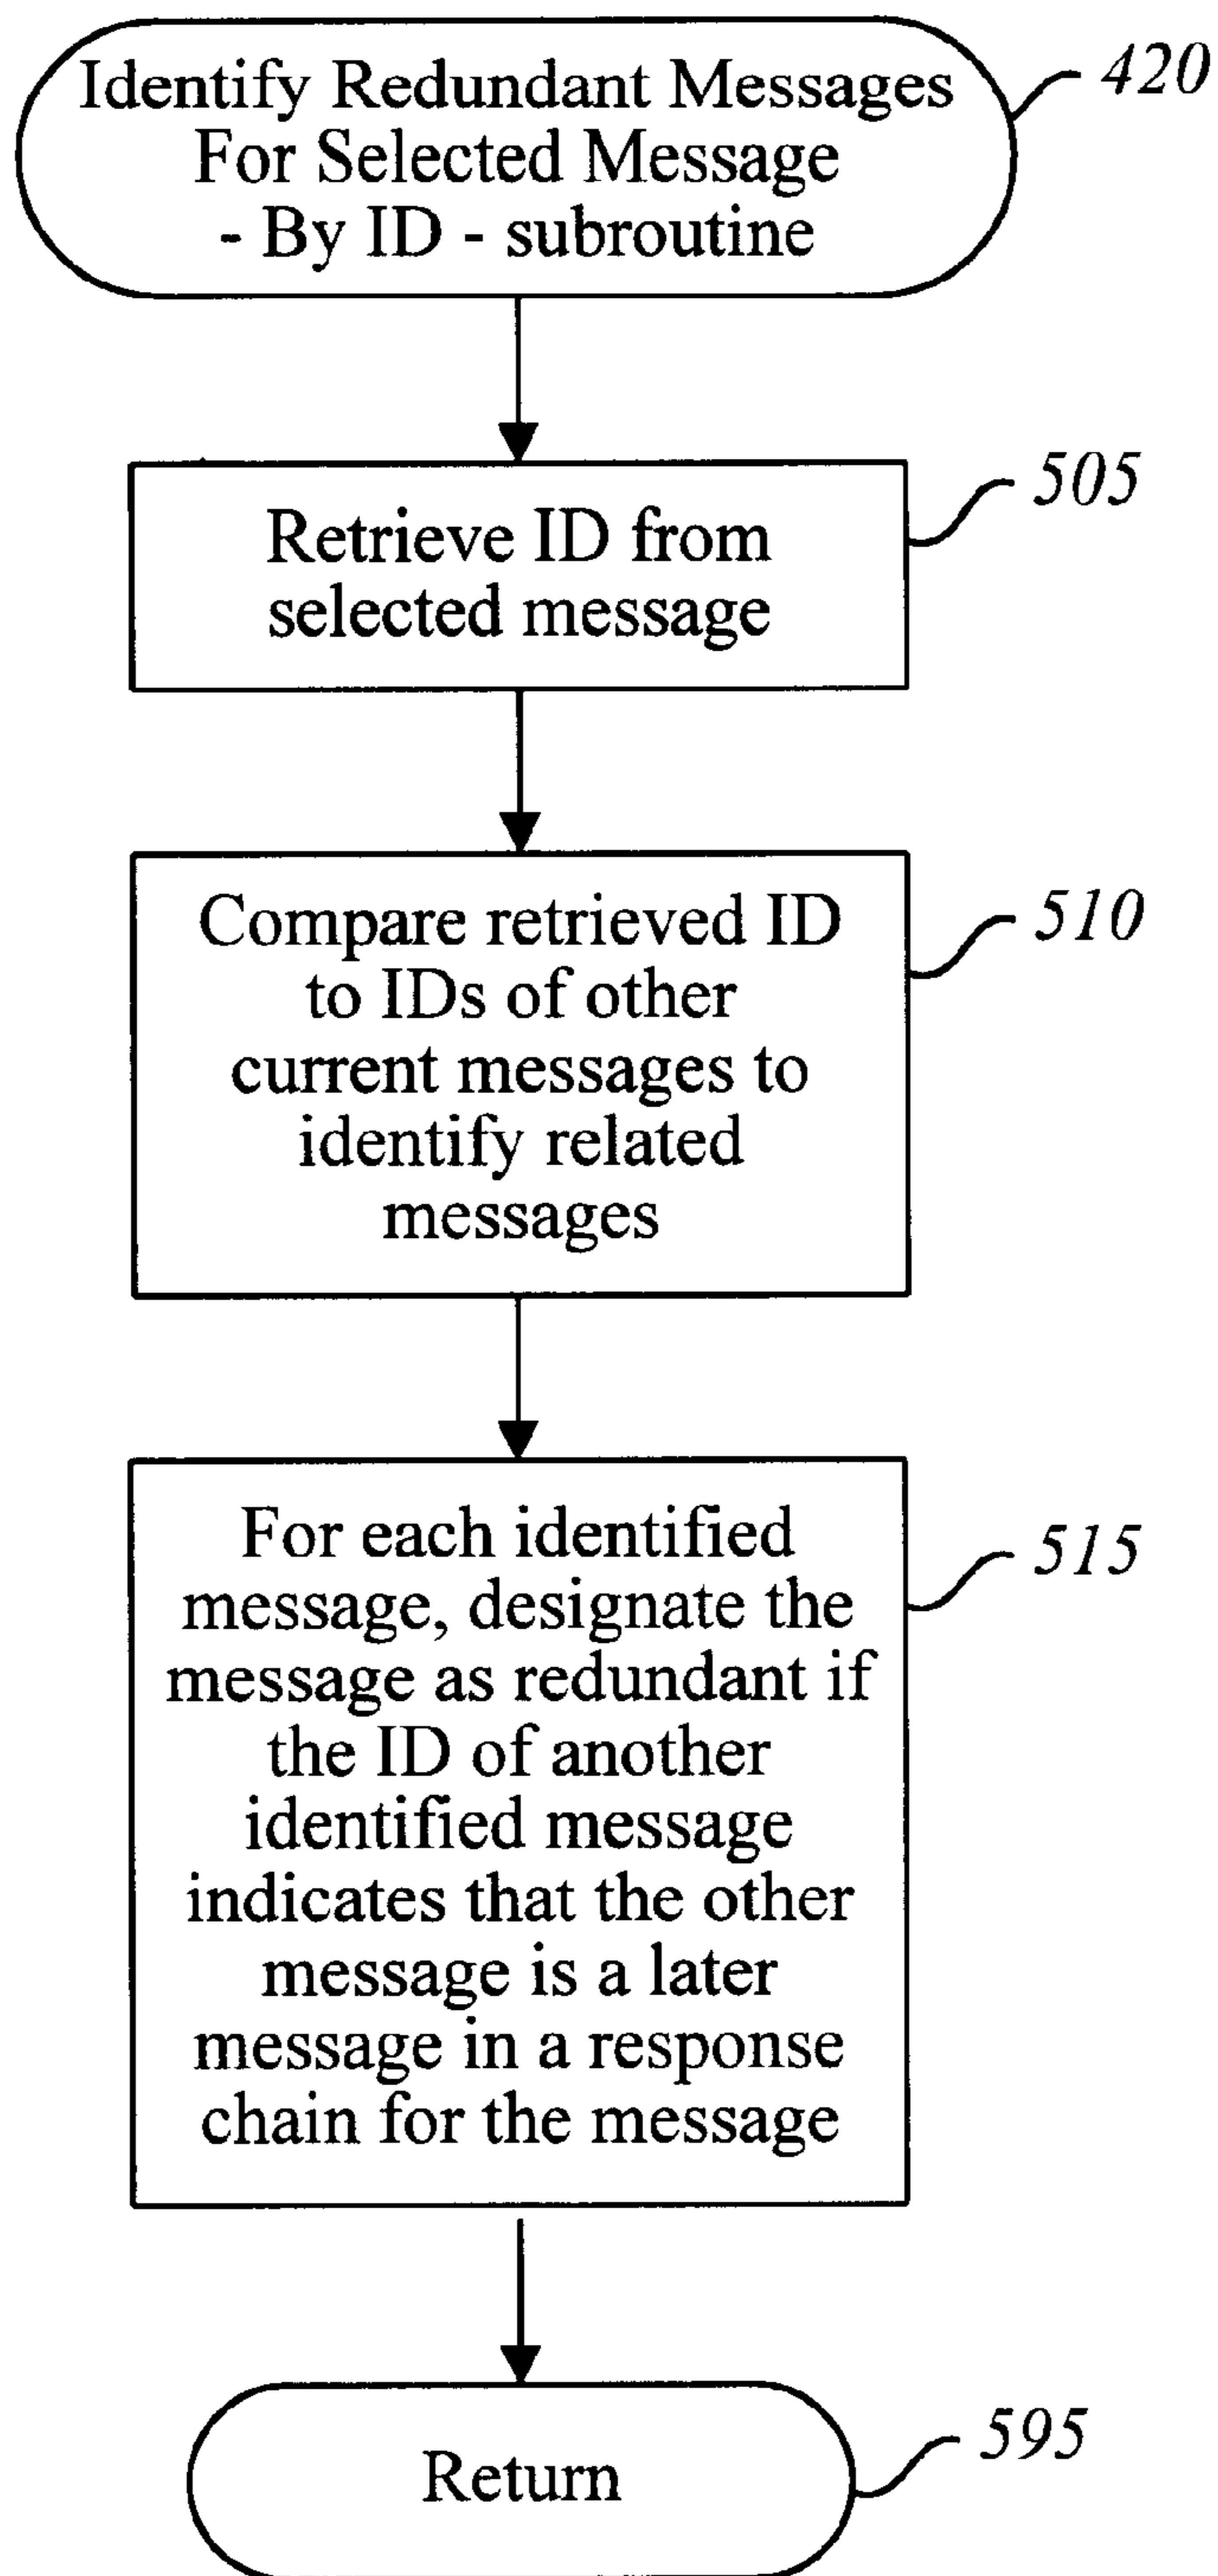 Identify Redundant Messages
For Selected Message
- By ID - subroutine
420
Retrieve ID from
selected message
505
Compare retrieved ID
to IDs of other
current messages to
identify related
messages
510
For each identified
message, designate the
message as redundant if
the ID of another
identified message
indicates that the other
message is a later
message in a response
chain for the message
515
Return
595